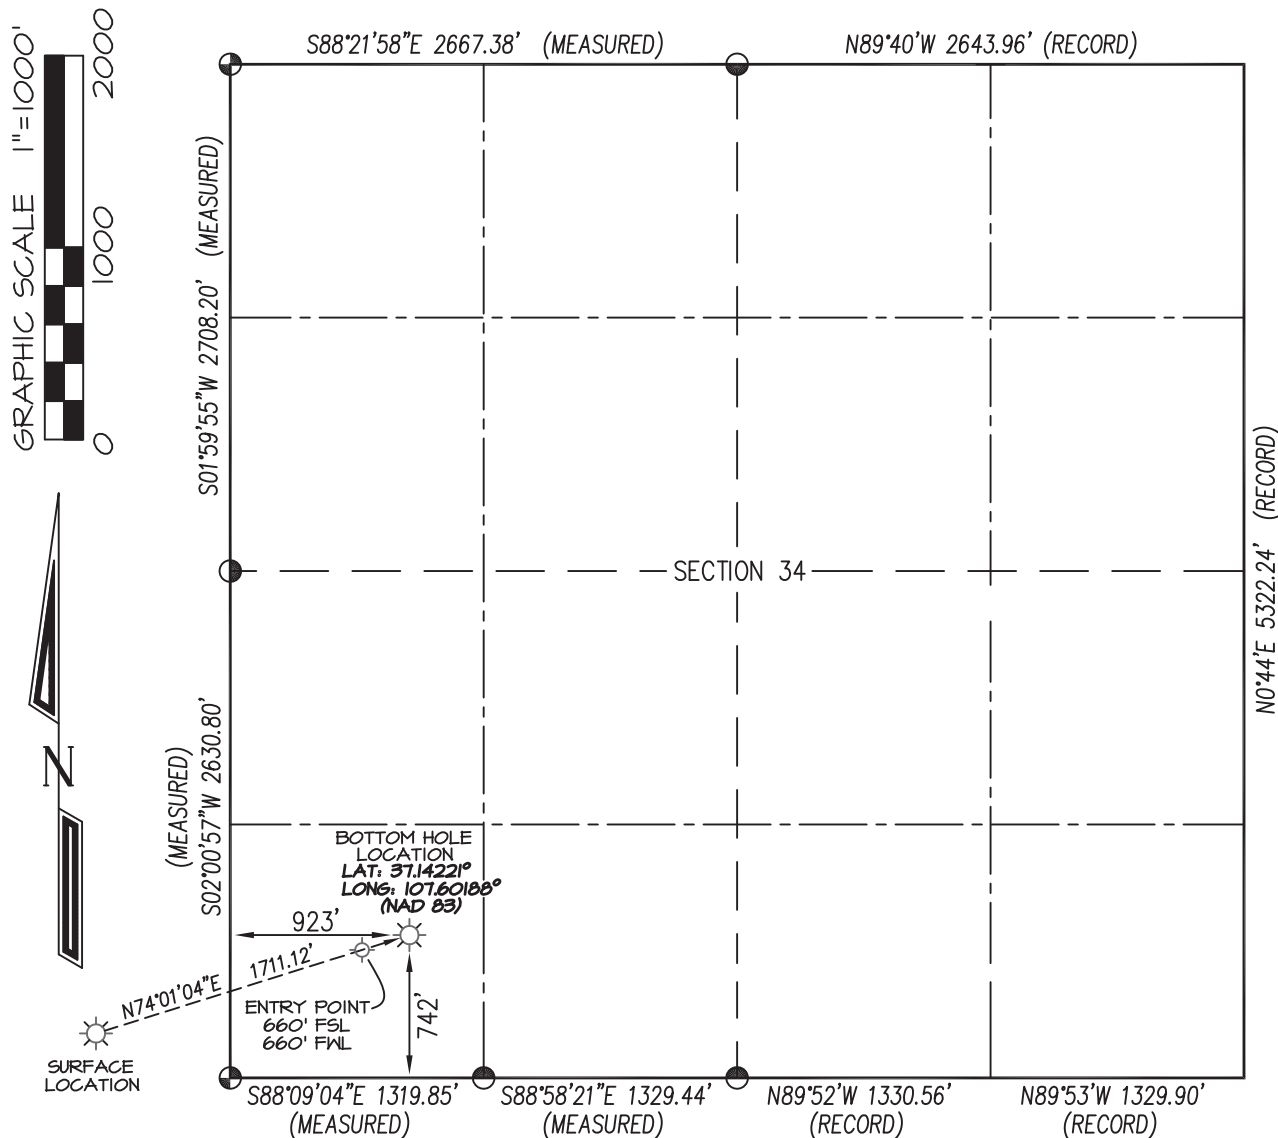 S88°21'58"E 2667.38' (MEASURED)
N89°40'W 2643.96' (RECORD)
GRAPHIC SCALE 1"=1000'
2000
1000
0
S01°59'55"W 2708.20' (MEASURED)
SECTION 34
N0°44'E 5322.24' (RECORD)
N
(MEASURED)
S02°00'57"W 2630.80'
BOTTOM HOLE
LOCATION
LAT: 37.14221°
LONG: 107.60188°
(NAD 83)
923'
N74°01'04"E 1711.12'
ENTRY POINT
660' FSL
660' FWL
742'
SURFACE
LOCATION
S88°09'04"E 1319.85'
(MEASURED)
S88°58'21"E 1329.44'
(MEASURED)
N89°52'W 1330.56'
(RECORD)
N89°53'W 1329.90'
(RECORD)